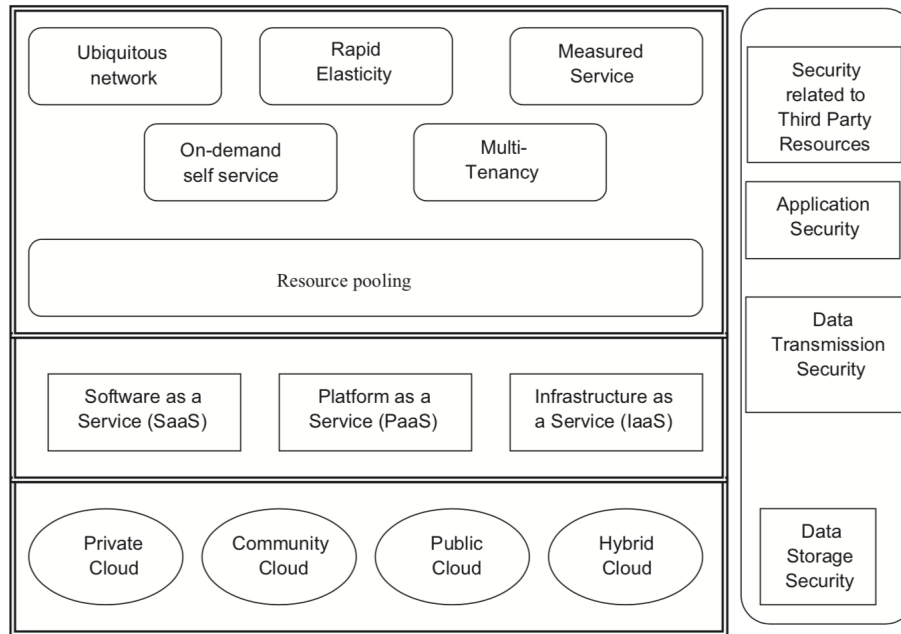 Ubiquitous
network
Rapid
Elasticity
Measured
Service
On-demand
self service
Multi-
Tenancy
Resource pooling
Software as a
Service (SaaS)
Platform as a
Service (PaaS)
Infrastructure as
a Service (IaaS)
Private
Cloud
Community
Cloud
Public
Cloud
Hybrid
Cloud
Security
related to
Third Party
Resources
Application
Security
Data
Transmission
Security
Data
Storage
Security